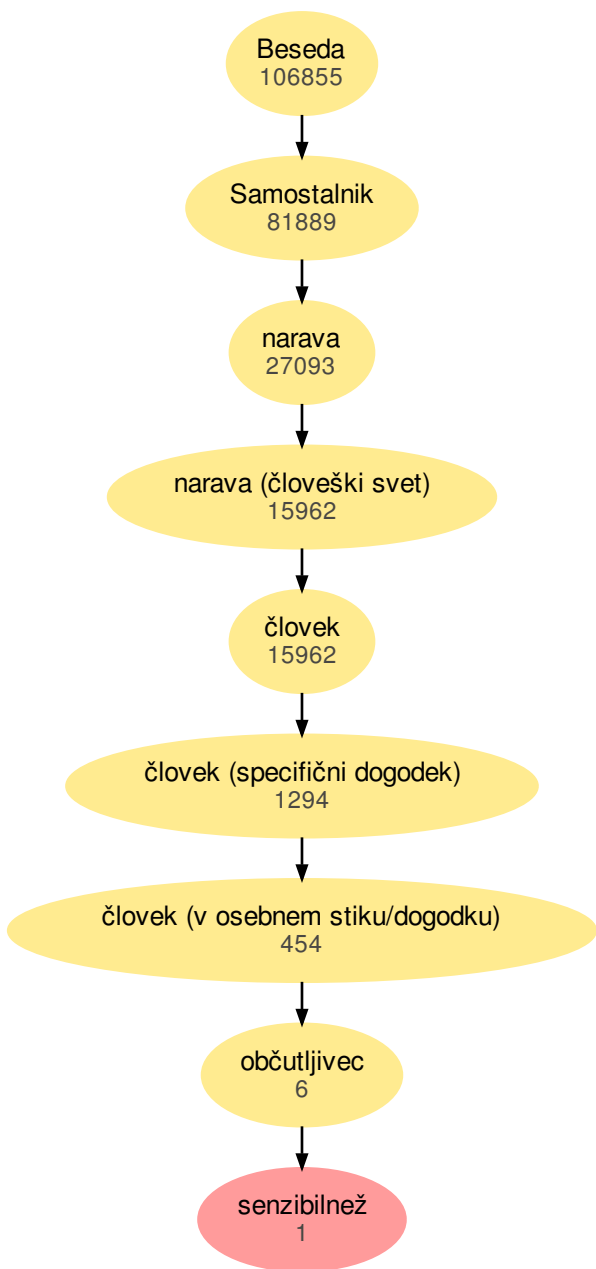 Beseda
106855
Samostalnik
81889
narava
27093
narava (človeški svet)
15962
človek
15962
človek (specifični dogodek)
1294
človek (v osebnem stiku/dogodku)
454
občutljivec
6
senzibilnež
1